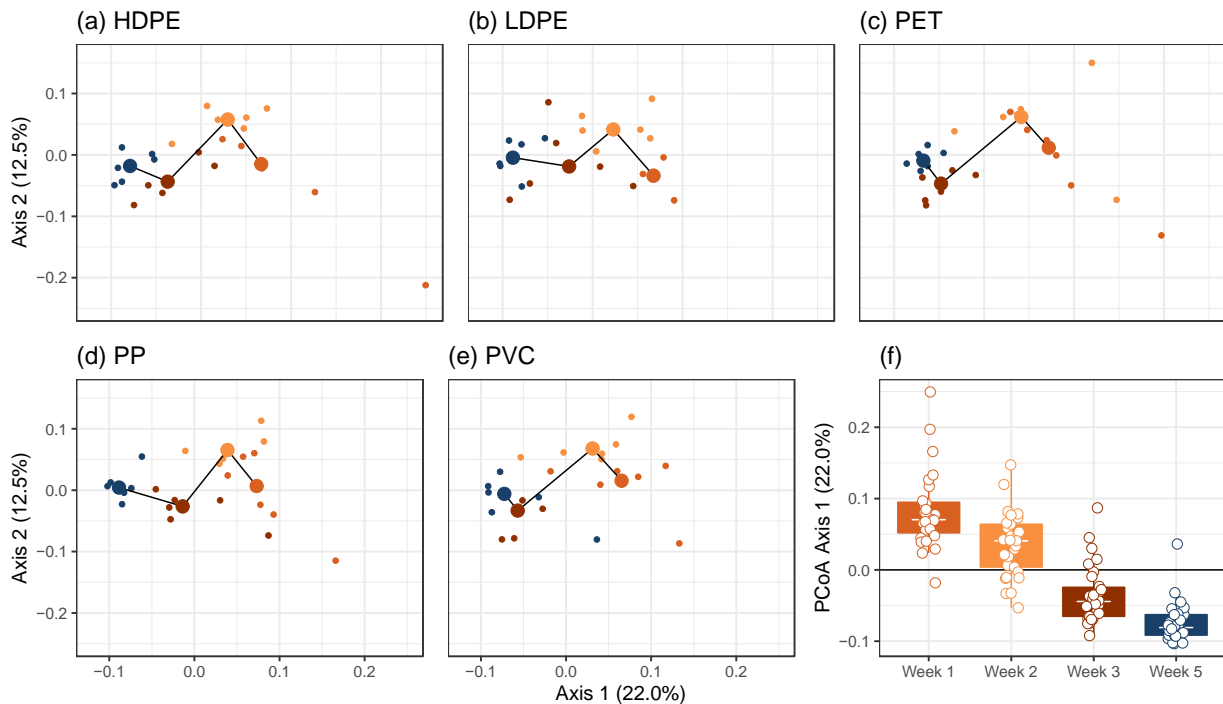 (a) HDPE
(b) LDPE
(c) PET
Axis 2 (12.5%)
0.1
0.0
−0.1
−0.2
(d) PP
(e) PVC
(f)
Axis 2 (12.5%)
0.1
0.0
−0.1
−0.2
−0.1 0.0 0.1 0.2
−0.1 0.0 0.1 0.2
Axis 1 (22.0%)
PCoA Axis 1 (22.0%)
0.2
0.1
0.0
−0.1
Week 1 Week 2 Week 3 Week 5